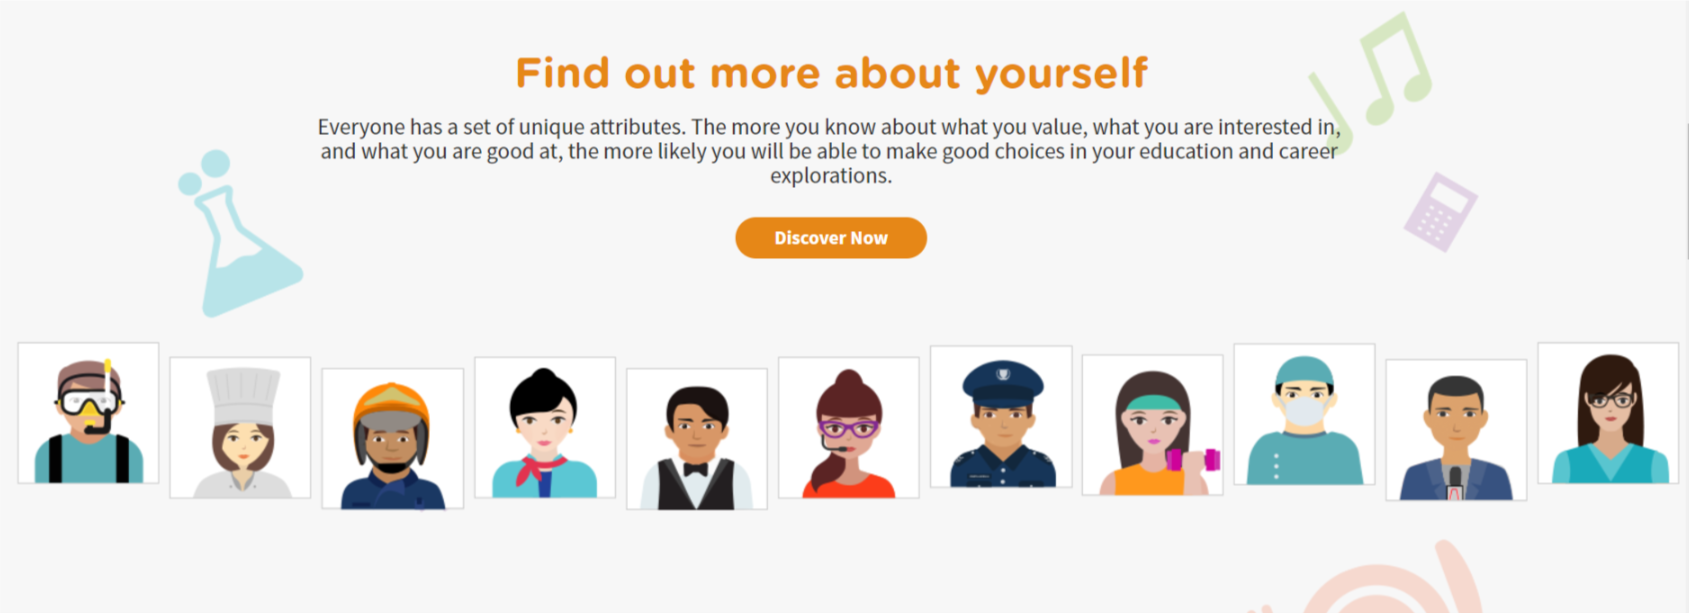 Find out more about yourself
Everyone has a set of unique attributes. The more you know about what you value, what you are interested in,
and what you are good at, the more likely you will be able to make good choices in your education and career
explorations.
Discover Now